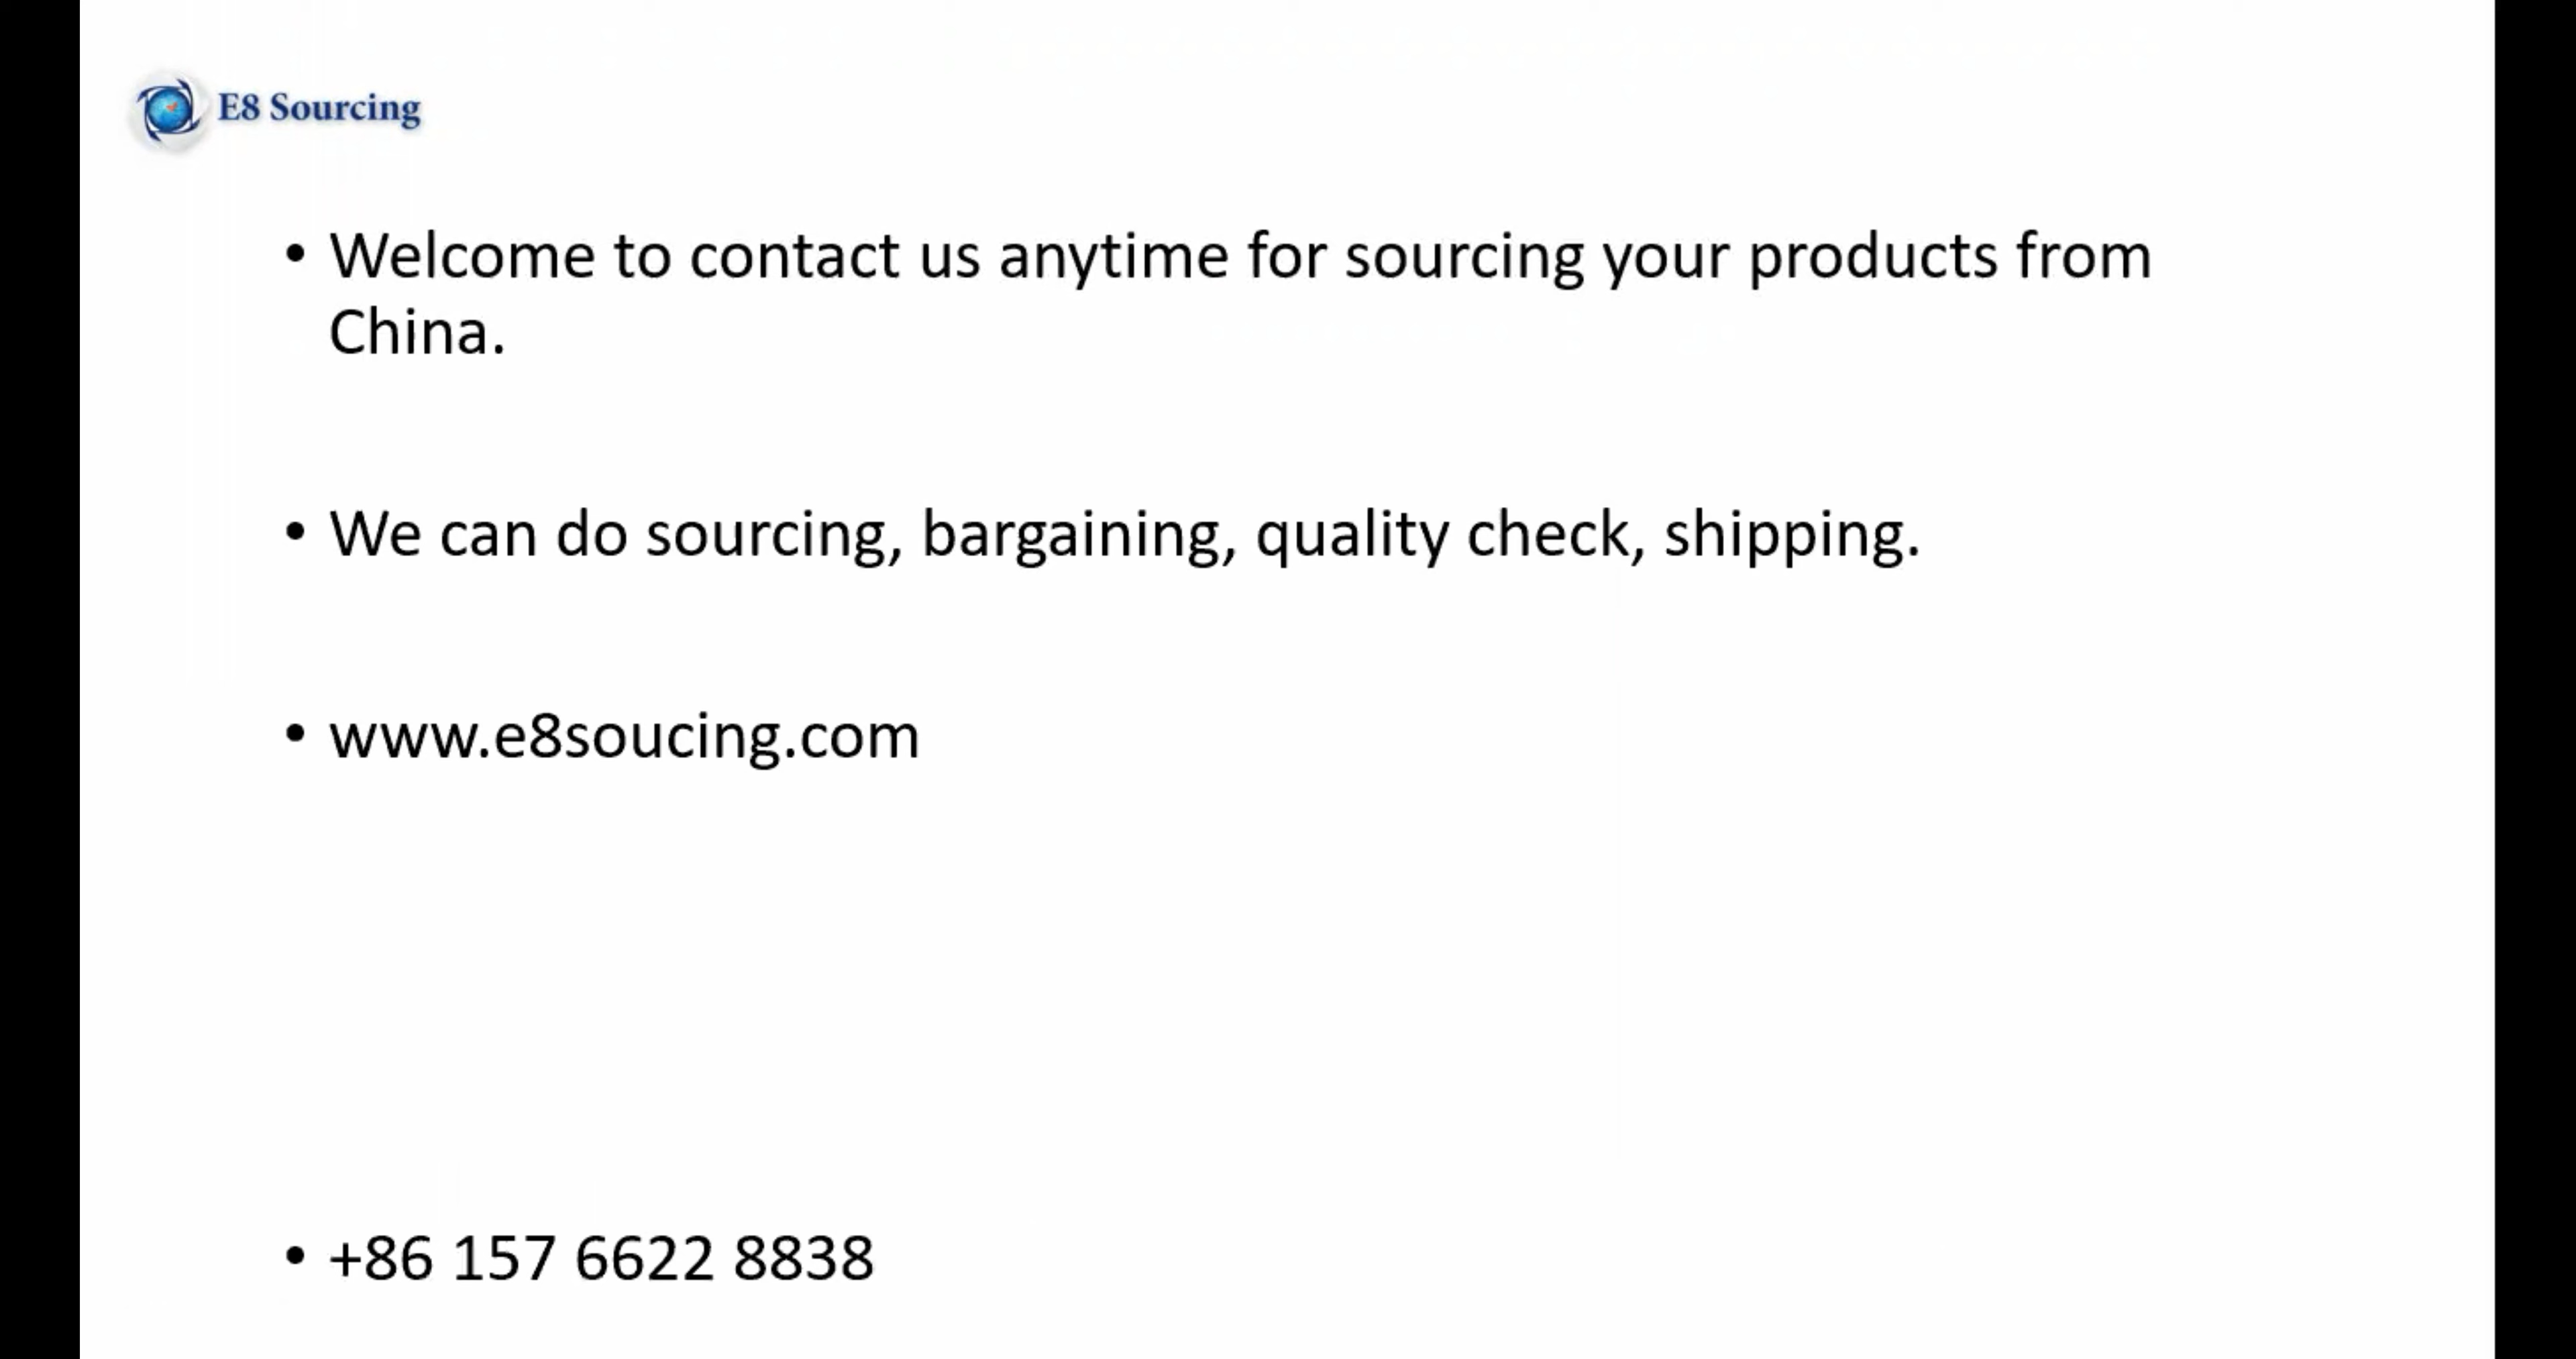 E8 Sourcing
• Welcome to contact us anytime for sourcing your products from
China.
• We can do sourcing, bargaining, quality check, shipping.
• www.e8soucing.com
• +86 157 6622 8838